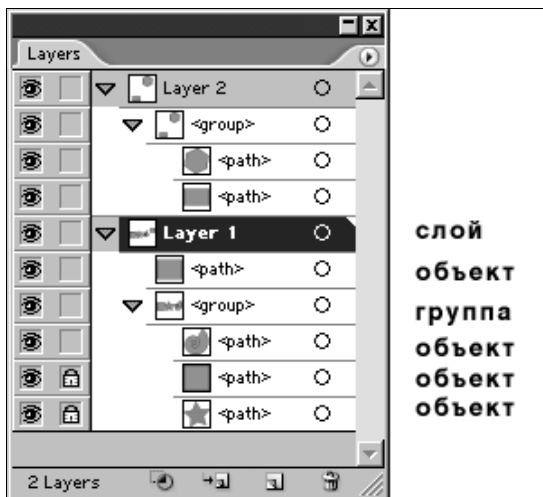 Layers
Layer 2
<group>
<path>
<path>
Layer 1 слой
<path> объект
<group> группа
<path> объект
<path> объект
<path> объект
2 Layers